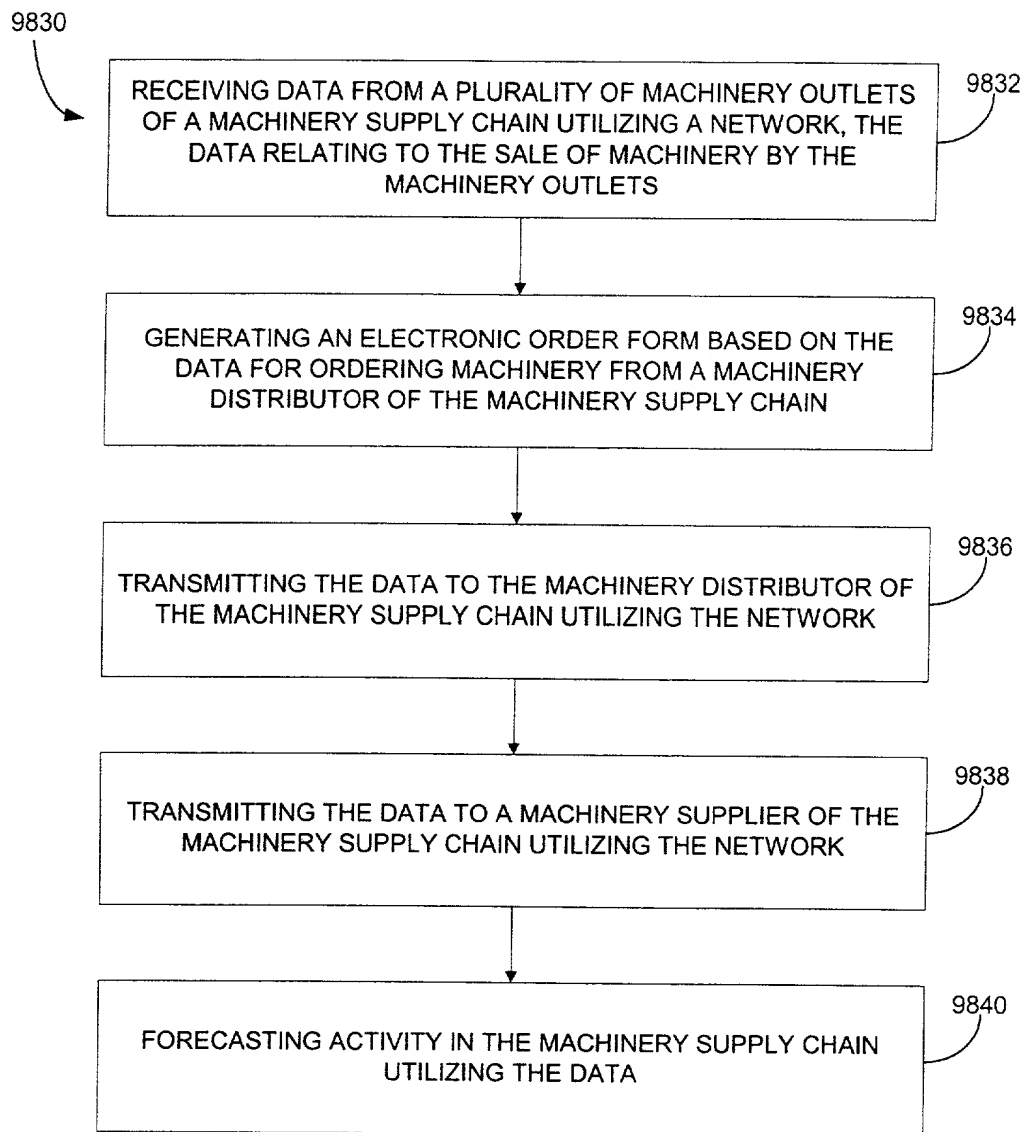 9830
RECEIVING DATA FROM A PLURALITY OF MACHINERY OUTLETS
OF A MACHINERY SUPPLY CHAIN UTILIZING A NETWORK, THE
DATA RELATING TO THE SALE OF MACHINERY BY THE
MACHINERY OUTLETS
9832
GENERATING AN ELECTRONIC ORDER FORM BASED ON THE
DATA FOR ORDERING MACHINERY FROM A MACHINERY
DISTRIBUTOR OF THE MACHINERY SUPPLY CHAIN
9834
TRANSMITTING THE DATA TO THE MACHINERY DISTRIBUTOR OF
THE MACHINERY SUPPLY CHAIN UTILIZING THE NETWORK
9836
TRANSMITTING THE DATA TO A MACHINERY SUPPLIER OF THE
MACHINERY SUPPLY CHAIN UTILIZING THE NETWORK
9838
FORECASTING ACTIVITY IN THE MACHINERY SUPPLY CHAIN
UTILIZING THE DATA
9840